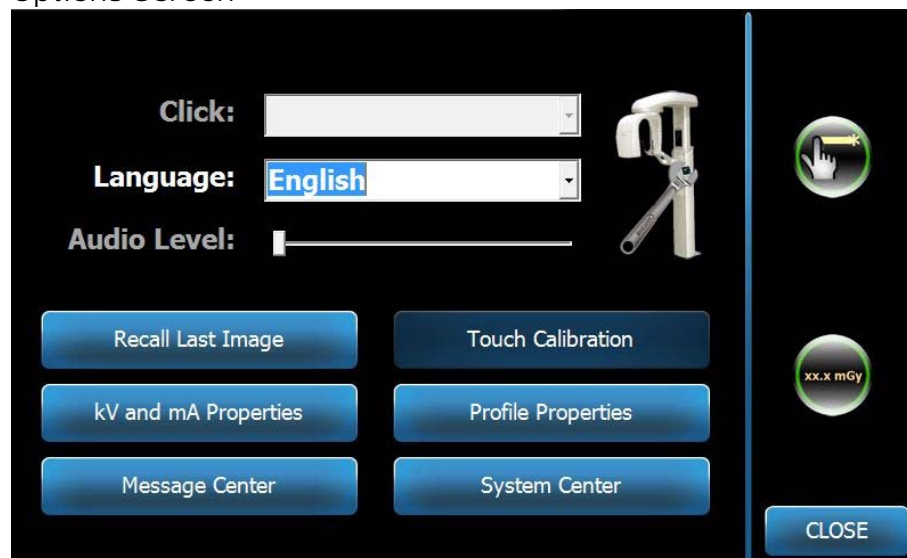 Options Screen
Click:
Language: English
Audio Level:
Recall Last Image
Touch Calibration
kV and mA Properties
Profile Properties
Message Center
System Center
xx.x mGy
CLOSE